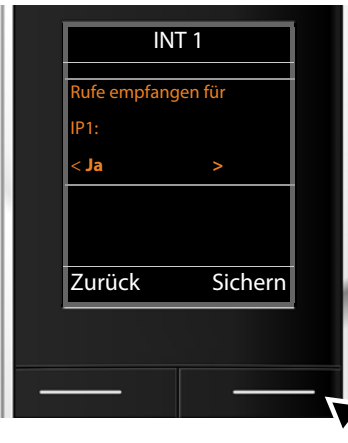 INT 1
Rufe empfangen für
IP1:
< Ja >
Zurück Sichern